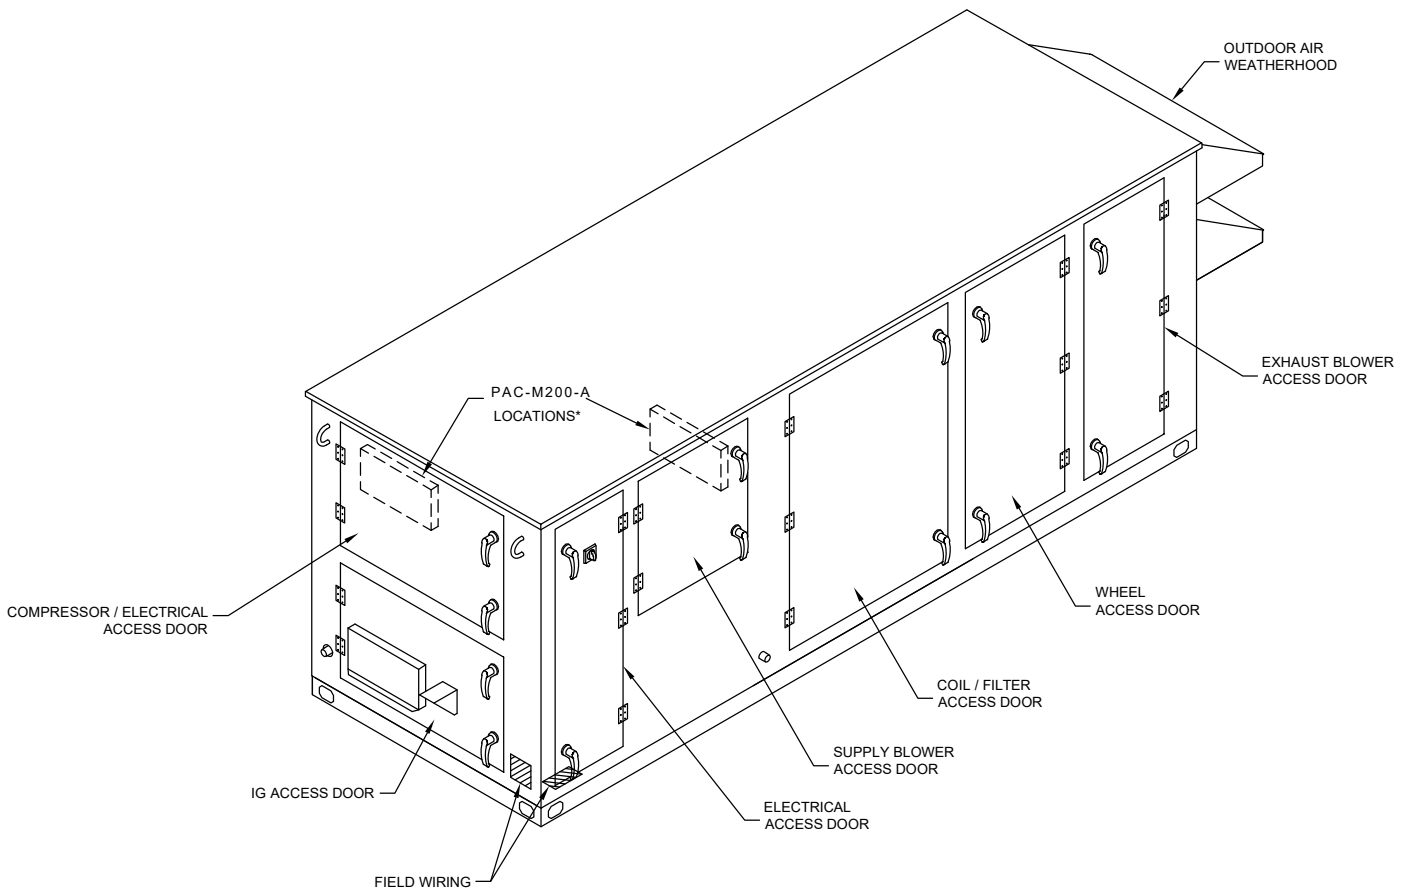 OUTDOOR AIR
WEATHERHOOD
EXHAUST BLOWER
ACCESS DOOR
PAC-M200-A
LOCATIONS*
WHEEL
ACCESS DOOR
COMPRESSOR / ELECTRICAL
ACCESS DOOR
COIL / FILTER
ACCESS DOOR
SUPPLY BLOWER
ACCESS DOOR
IG ACCESS DOOR
ELECTRICAL
ACCESS DOOR
FIELD WIRING